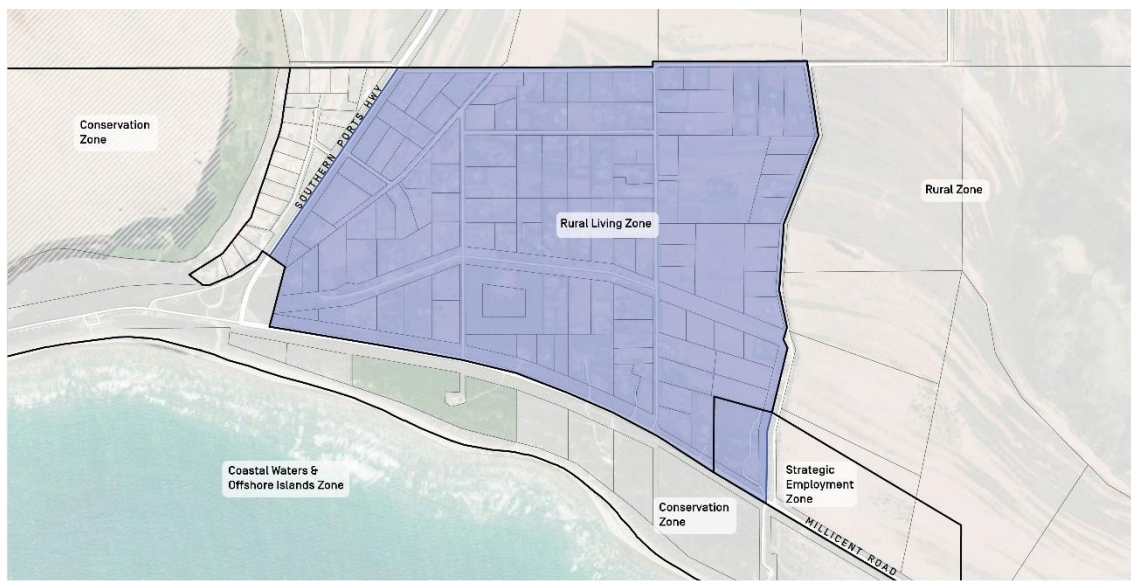 SOUTHERN PORTS HWY
Conservation
Zone
Rural Zone
Rural Living Zone
Coastal Waters &
Offshore Islands Zone
Strategic
Employment
Zone
Conservation
Zone
MILLICENT ROAD